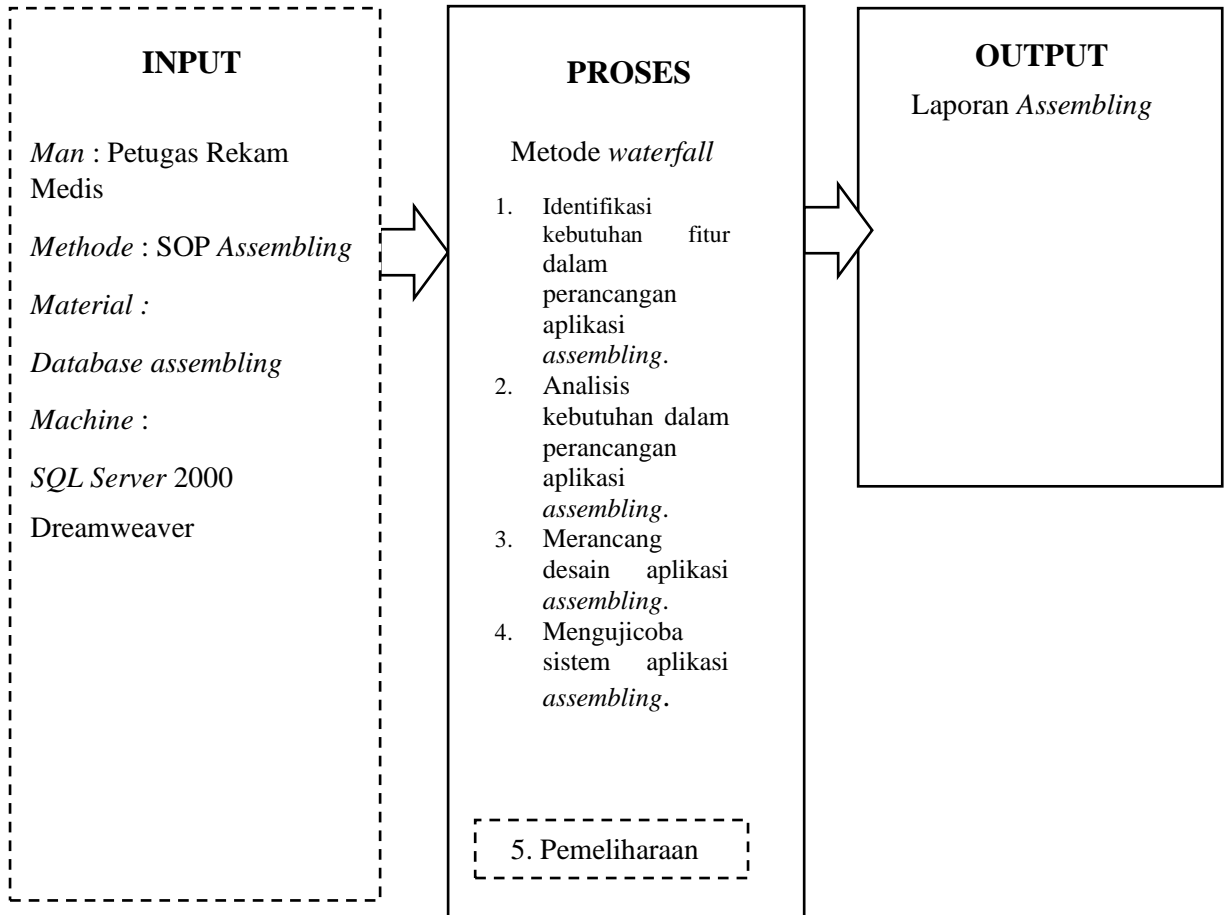 INPUT
Man : Petugas Rekam
Medis
Methode : SOP Assembling
Material :
Database assembling
Machine :
SQL Server 2000
Dreamweaver
PROSES
Metode waterfall
1. Identifikasi
kebutuhan fitur
dalam
perancangan
aplikasi
assembling.
2. Analisis
kebutuhan dalam
perancangan
aplikasi
assembling.
3. Merancang
desain aplikasi
assembling.
4. Mengujicoba
sistem aplikasi
assembling.
5. Pemeliharaan
OUTPUT
Laporan Assembling